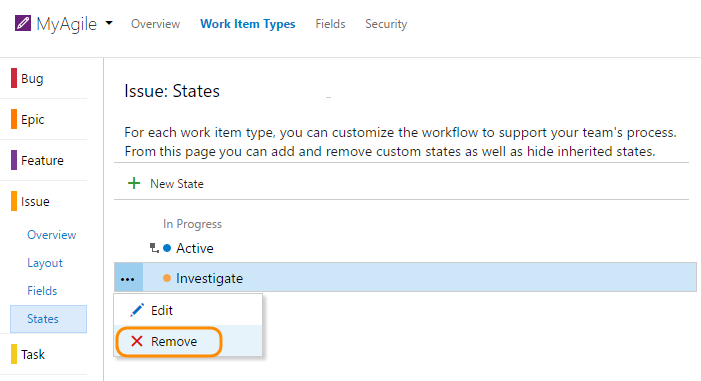 MyAgile Overview Work Item Types Fields Security
Bug
Epic
Feature
Issue
Overview
Layout
Fields
States
Task
Issue: States
For each work item type, you can customize the workflow to support your team's process.
From this page you can add and remove custom states as well as hide inherited states.
New State
In Progress
Active
Investigate
Edit
Remove